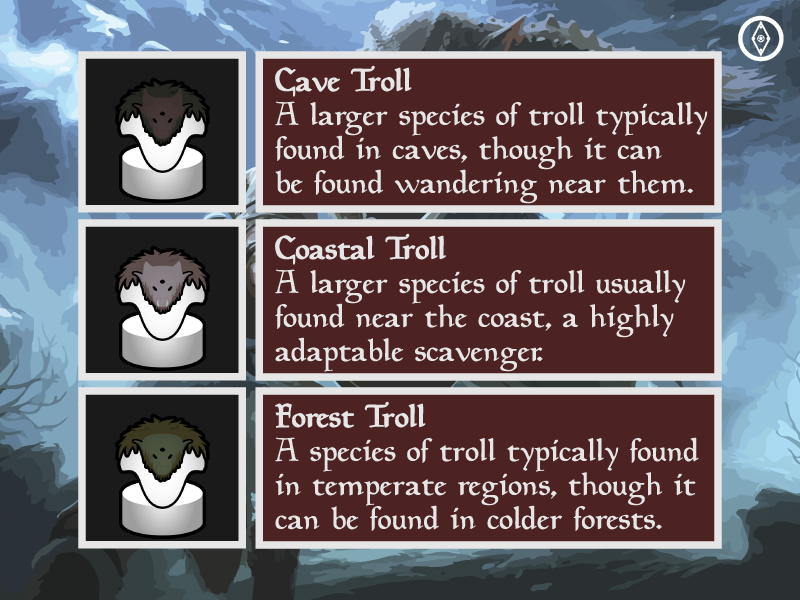 Cave Troll
A larger species of troll typically
found in caves, though it can
be found wandering near them.
Coastal Troll
A larger species of troll usually
found near the coast, a highly
adaptable scavenger.
Forest Troll
A species of troll typically found
in temperate regions, though it
can be found in colder forests.